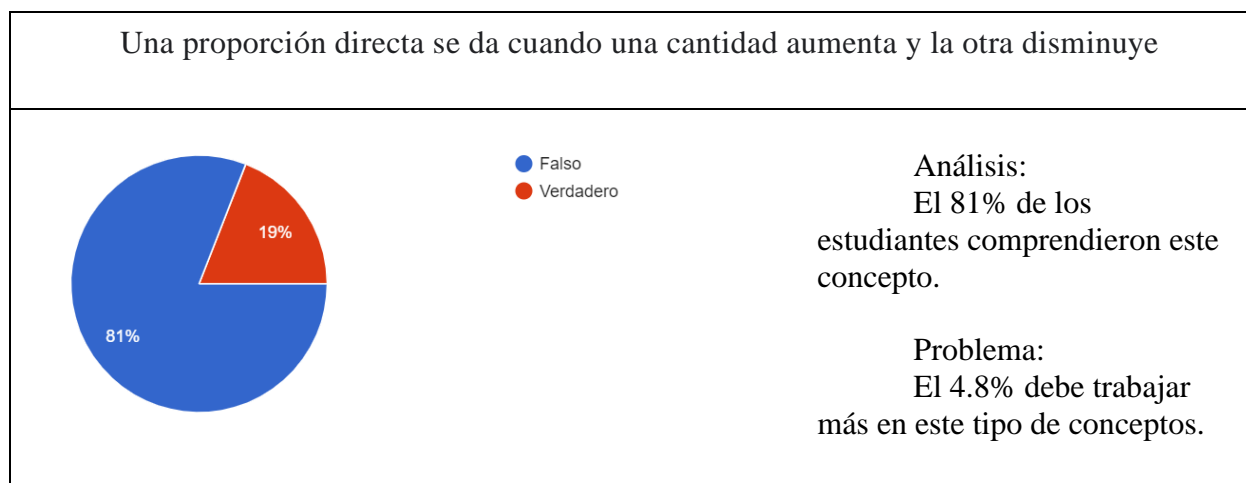 Una proporción directa se da cuando una cantidad aumenta y la otra disminuye
Falso
Verdadero
19%
81%
Análisis:
El 81% de los
estudiantes comprendieron este
concepto.
Problema:
El 4.8% debe trabajar
más en este tipo de conceptos.